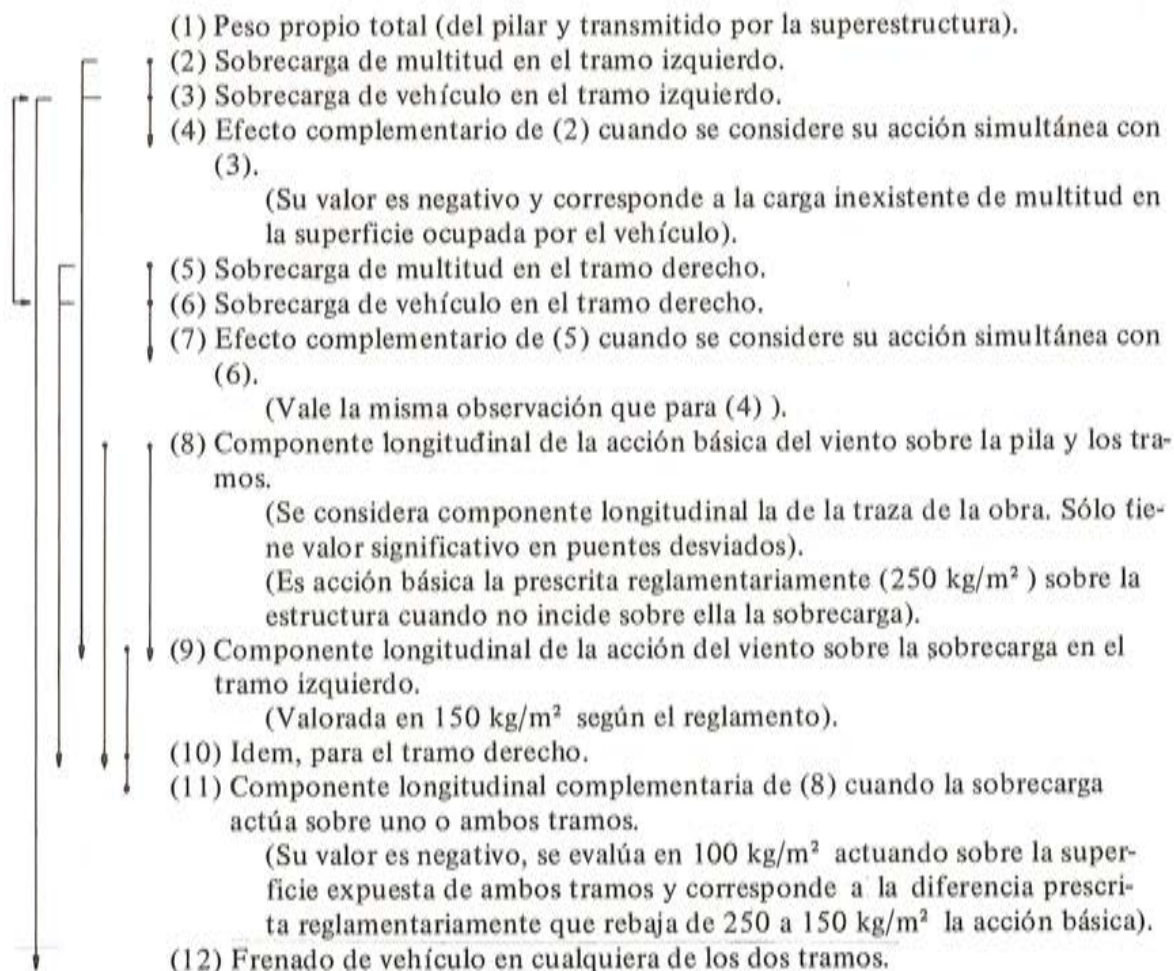 (1) Peso propio total (del pilar y transmitido por la superestructura).
(2) Sobrecarga de multitud en el tramo izquierdo.
(3) Sobrecarga de vehículo en el tramo izquierdo.
(4) Efecto complementario de (2) cuando se considere su acción simultánea con
(3).
(Su valor es negativo y corresponde a la carga inexistente de multitud en
la superficie ocupada por el vehículo).
(5) Sobrecarga de multitud en el tramo derecho.
(6) Sobrecarga de vehículo en el tramo derecho.
(7) Efecto complementario de (5) cuando se considere su acción simultánea con
(6).
(Vale la misma observación que para (4) ).
(8) Componente longitudinal de la acción básica del viento sobre la pila y los tra-
mos.
(Se considera componente longitudinal la de la traza de la obra. Sólo tie-
ne valor significativo en puentes desviados).
(Es acción básica la prescrita reglamentariamente (250 kg/m² ) sobre la
estructura cuando no incide sobre ella la sobrecarga).
(9) Componente longitudinal de la acción del viento sobre la sobrecarga en el
tramo izquierdo.
(Valorada en 150 kg/m² según el reglamento).
(10) Idem, para el tramo derecho.
(11) Componente longitudinal complementaria de (8) cuando la sobrecarga
actúa sobre uno o ambos tramos.
(Su valor es negativo, se evalúa en 100 kg/m² actuando sobre la super-
ficie expuesta de ambos tramos y corresponde a la diferencia prescri-
ta reglamentariamente que rebaja de 250 a 150 kg/m² la acción básica).
(12) Frenado de vehículo en cualquiera de los dos tramos.